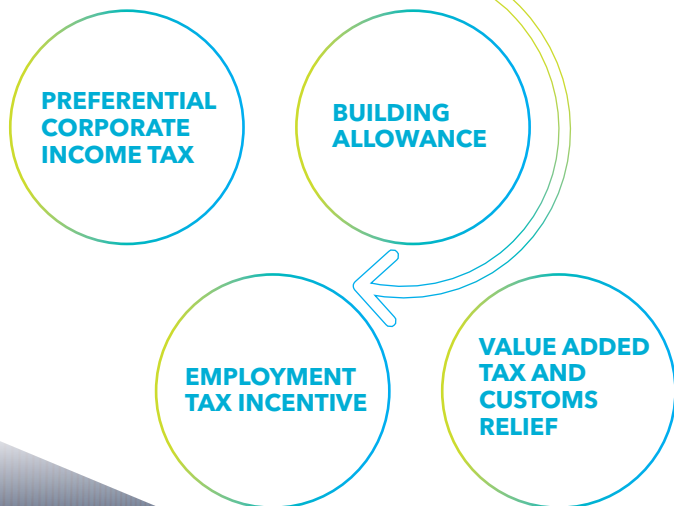 PREFERENTIAL
CORPORATE
INCOME TAX
BUILDING
ALLOWANCE
EMPLOYMENT
TAX INCENTIVE
VALUE ADDED
TAX AND
CUSTOMS
RELIEF